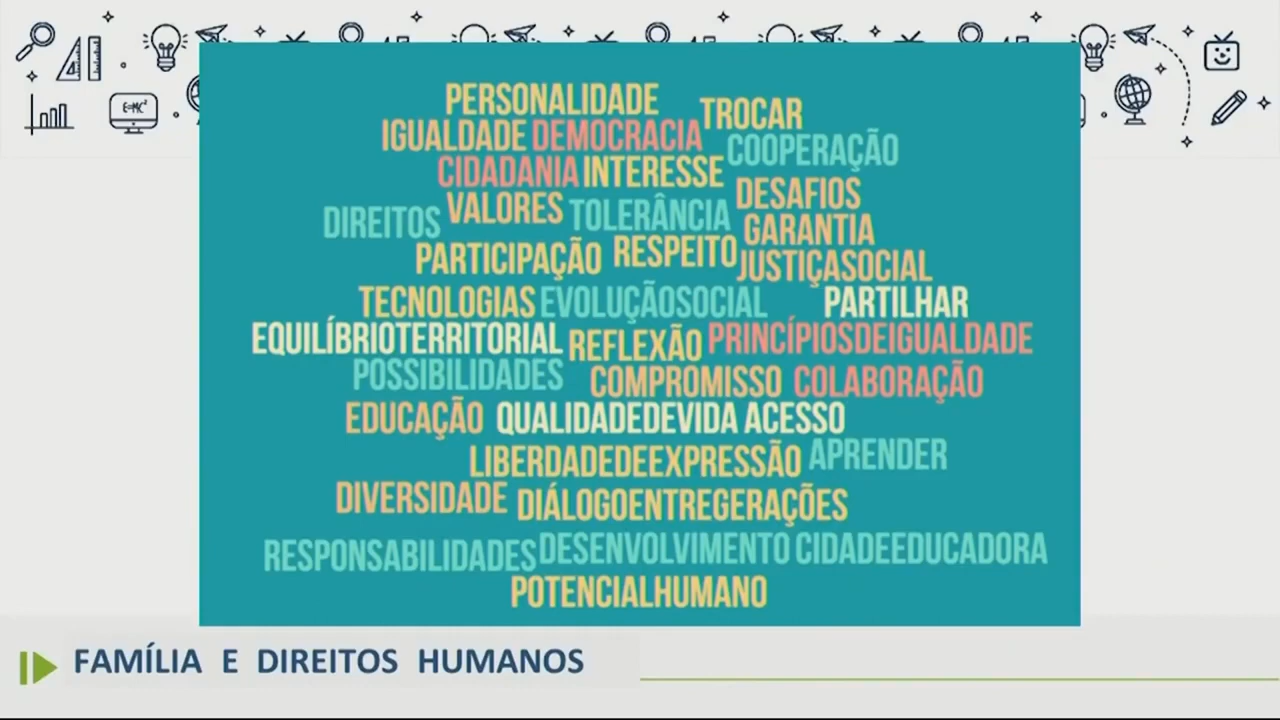 E=MC²
PERSONALIDADE TROCAR
IGUALDADE DEMOCRACIA COOPERAÇÃO
CIDADANIA INTERESSE DESAFIOS
DIREITOS VALORES TOLERÂNCIA GARANTIA
PARTICIPAÇÃO RESPEITO JUSTIÇASOCIAL
TECNOLOGIAS EVOLUÇÃOSOCIAL PARTILHAR
EQUILÍBRIOTERRITORIAL REFLEXÃO PRINCÍPIOSDEIGUALDADE
POSSIBILIDADES COMPROMISSO COLABORAÇÃO
EDUCAÇÃO QUALIDADEDEVIDA ACESSO
LIBERDADEDEEXPRESSÃO APRENDER
DIVERSIDADE DIÁLOGOENTREGERAÇÕES
RESPONSABILIDADES DESENVOLVIMENTO CIDADEEDUCADORA
POTENCIALHUMANO
FAMÍLIA E DIREITOS HUMANOS